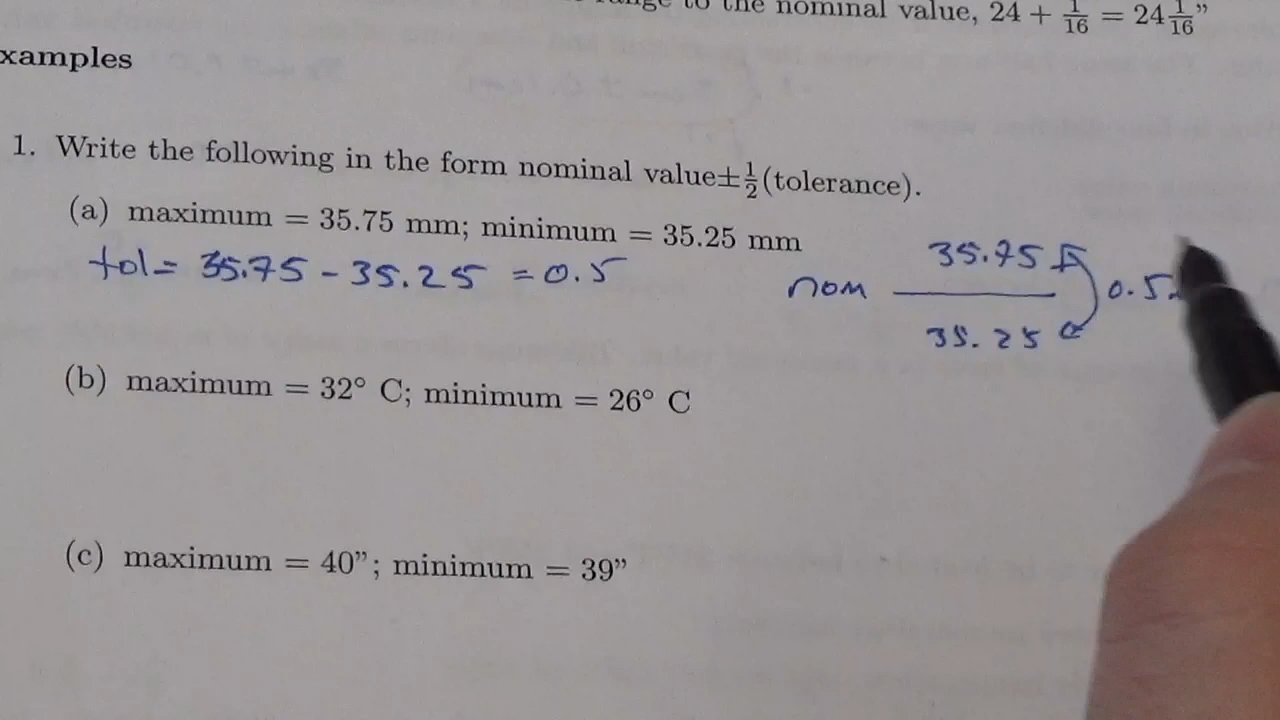 to the nominal value, 24 + 1/16 = 24 1/16”
xamples
1. Write the following in the form nominal value±1/2(tolerance).
(a) maximum = 35.75 mm; minimum = 35.25 mm
tol = 35.75 - 35.25 = 0.5
nom
35.75
35.25
0.5
(b) maximum = 32° C; minimum = 26° C
(c) maximum = 40”; minimum = 39”